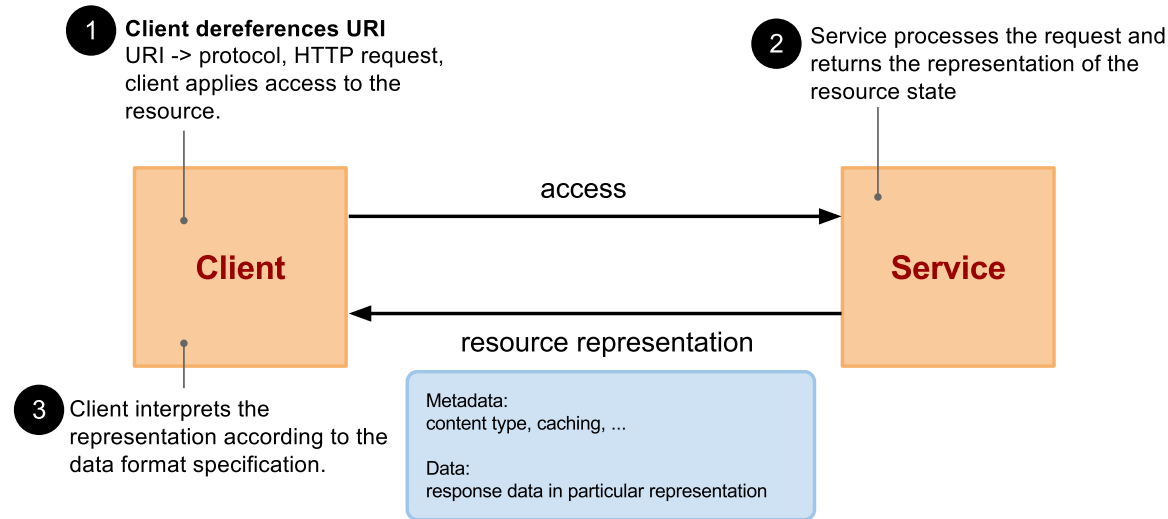 1
Client dereferences URI
URI -> protocol, HTTP request,
client applies access to the
resource.
2
Service processes the request and
returns the representation of the
resource state
access
Client
Service
resource representation
3
Client interprets the
representation according to the
data format specification.
Metadata:
content type, caching, ...
Data:
response data in particular representation